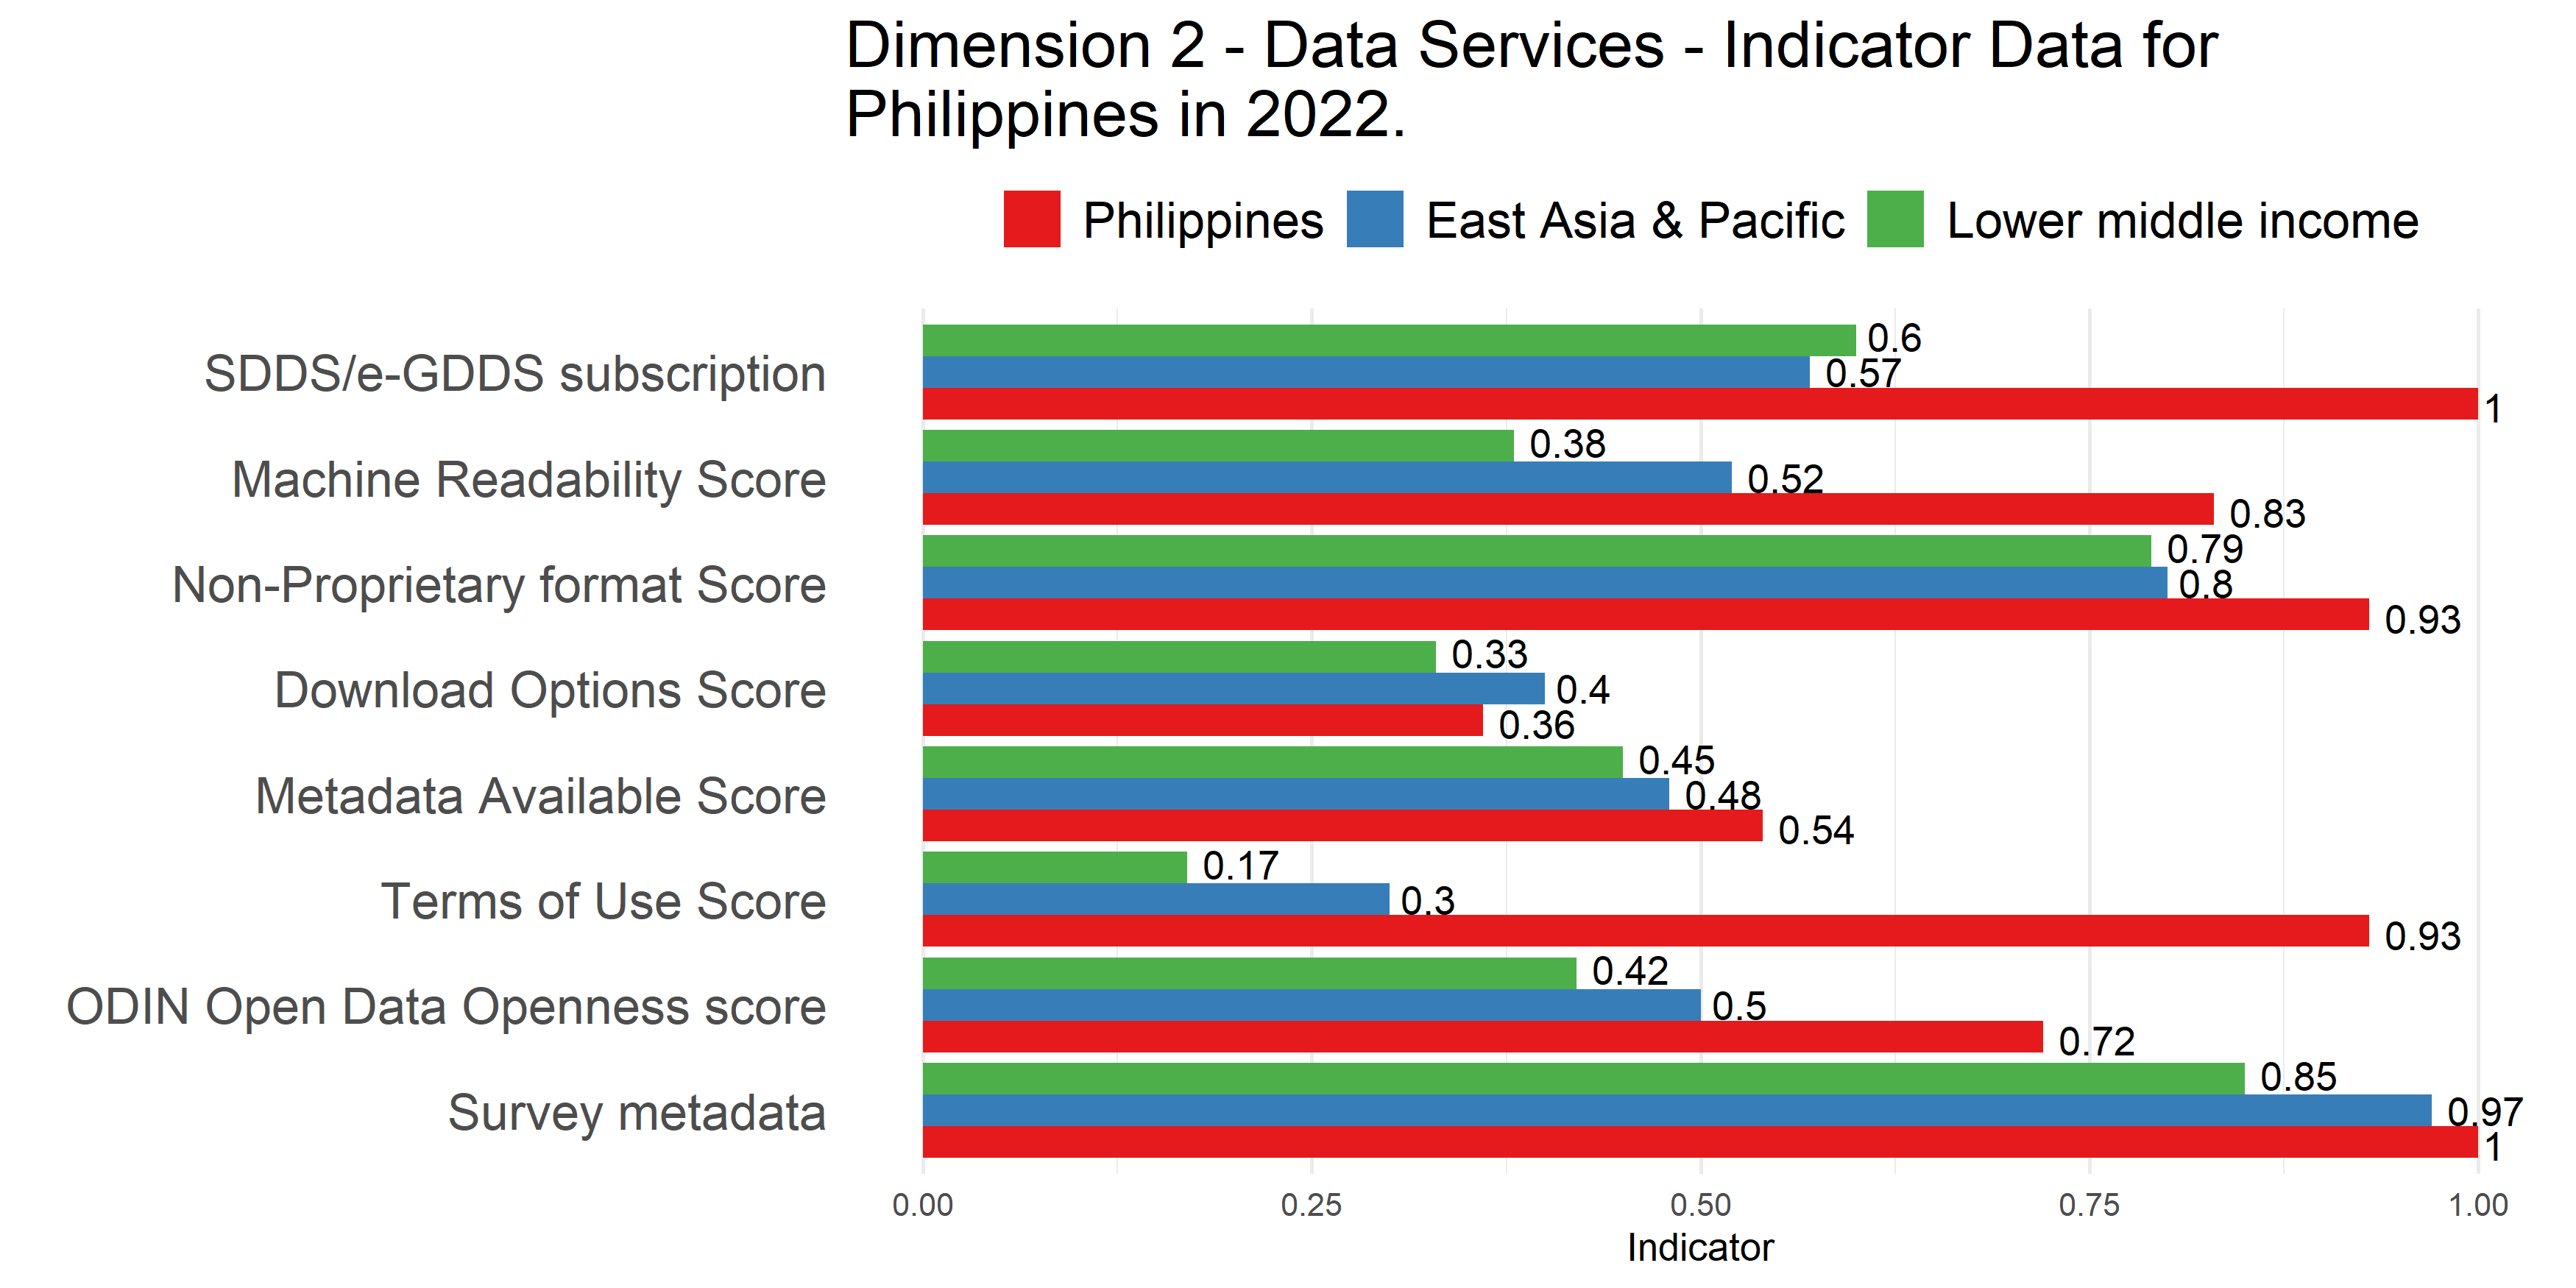 Dimension 2 - Data Services - Indicator Data for
Philippines in 2022.
Philippines East Asia & Pacific Lower middle income
SDDS/e-GDDS subscription
0.6
0.57
1
Machine Readability Score
0.38
0.52
0.83
Non-Proprietary format Score
0.79
0.8
0.93
Download Options Score
0.33
0.4
0.36
Metadata Available Score
0.45
0.48
0.54
Terms of Use Score
0.17
0.3
0.93
ODIN Open Data Openness score
0.42
0.5
0.72
Survey metadata
0.85
0.97
1
0.00 0.25 0.50 0.75 1.00
Indicator